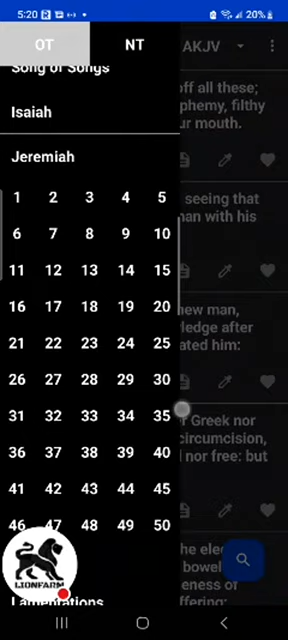 5:20
20%
OT NT AKJV
Song of Songs
off all these;
phemy, filthy
ur mouth.
Isaiah
Jeremiah
1 2 3 4 5
seeing that
man with his
6 7 8 9 10
11 12 13 14 15
16 17 18 19 20
new man,
ledge after
ated him:
21 22 23 24 25
26 27 28 29 30
31 32 33 34 35
Greek nor
circumcision,
nor free: but
36 37 38 39 40
41 42 43 44 45
46 47 48 49 50
LIONFARM
he elec
bowel
eness of
ffering;
Lamentations